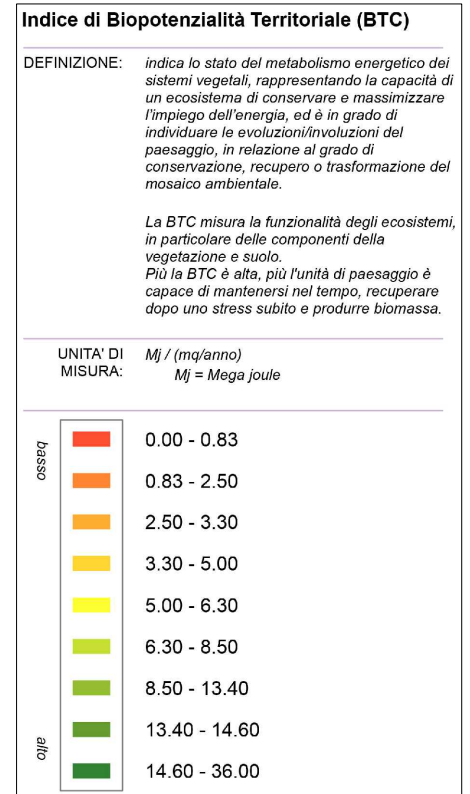 Indice di Biopotenzialità Territoriale (BTC)
DEFINIZIONE:
indica lo stato del metabolismo energetico dei
sistemi vegetali, rappresentando la capacità di
un ecosistema di conservare e massimizzare
l'impiego dell'energia, ed è in grado di
individuare le evoluzioni/involuzioni del
paesaggio, in relazione al grado di
conservazione, recupero o trasformazione del
mosaico ambientale.
La BTC misura la funzionalità degli ecosistemi,
in particolare delle componenti della
vegetazione e suolo.
Più la BTC è alta, più l'unità di paesaggio è
capace di mantenersi nel tempo, recuperare
dopo uno stress subito e produrre biomassa.
UNITA' DI
MISURA:
Mj / (mq/anno)
Mj = Mega joule
basso
0.00 - 0.83
0.83 - 2.50
2.50 - 3.30
3.30 - 5.00
5.00 - 6.30
6.30 - 8.50
8.50 - 13.40
13.40 - 14.60
alto
14.60 - 36.00